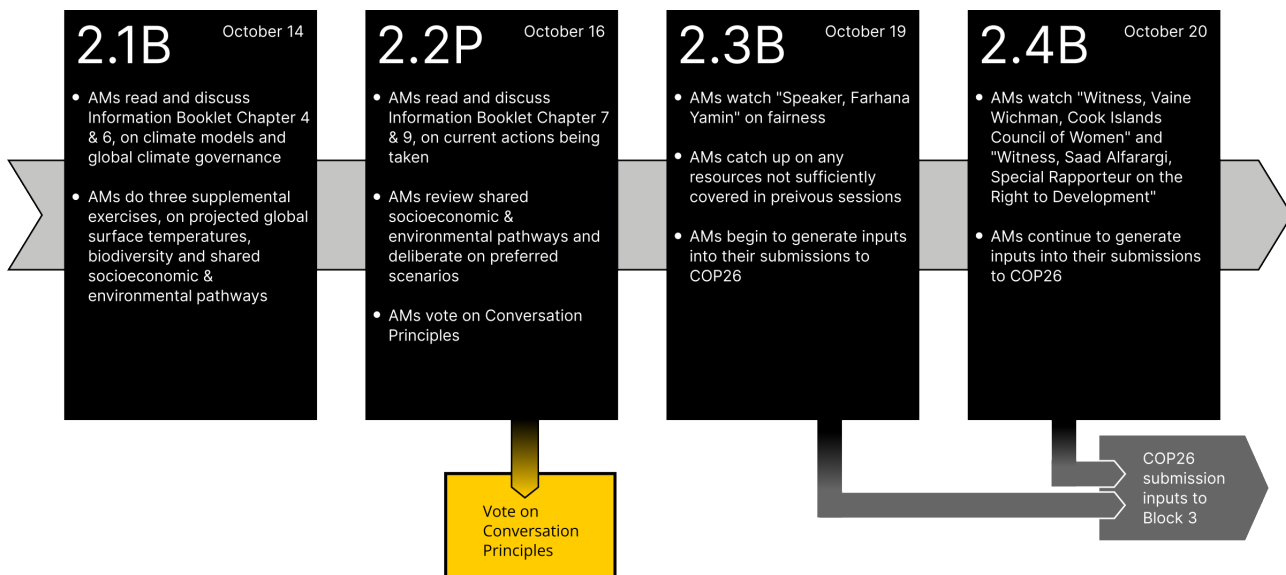 2.1B
October 14
• AMs read and discuss
Information Booklet Chapter 4
& 6, on climate models and
global climate governance
• AMs do three supplemental
exercises, on projected global
surface temperatures,
biodiversity and shared
socioeconomic &
environmental pathways
2.2P
October 16
• AMs read and discuss
Information Booklet Chapter 7
& 9, on current actions being
taken
• AMs review shared
socioeconomic &
environmental pathways and
deliberate on preferred
scenarios
• AMs vote on Conversation
Principles
2.3B
October 19
• AMs watch "Speaker, Farhana
Yamin" on fairness
• AMs catch up on any
resources not sufficiently
covered in preivous sessions
• AMs begin to generate inputs
into their submissions to
COP26
2.4B
October 20
• AMs watch "Witness, Vaine
Wichman, Cook Islands
Council of Women" and
"Witness, Saad Alfarargi,
Special Rapporteur on the
Right to Development"
• AMs continue to generate
inputs into their submissions
to COP26
Vote on
Conversation
Principles
COP26
submission
inputs to
Block 3